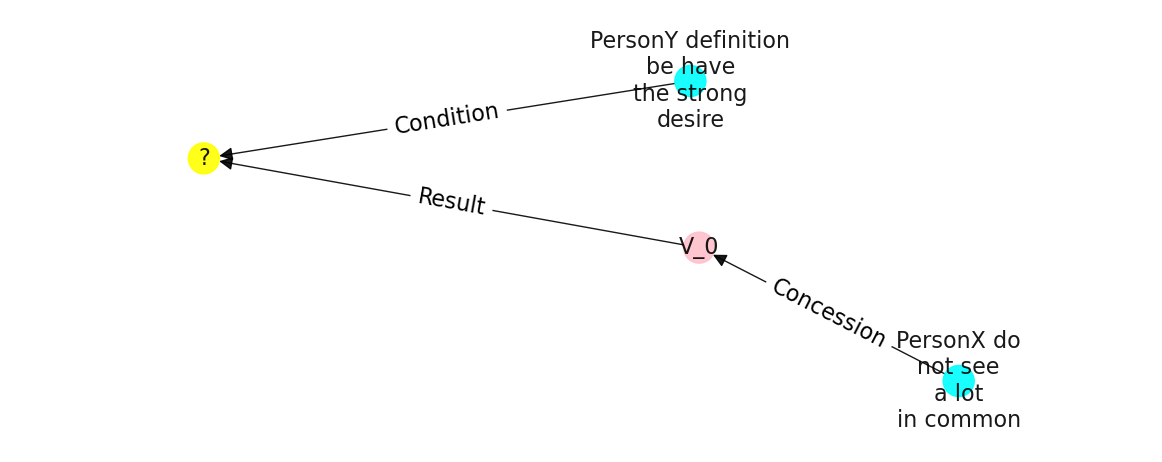 PersonY definition
be have
the strong
desire
Condition
?
Result
V_0
Concession
PersonX do
not see
a lot
in common